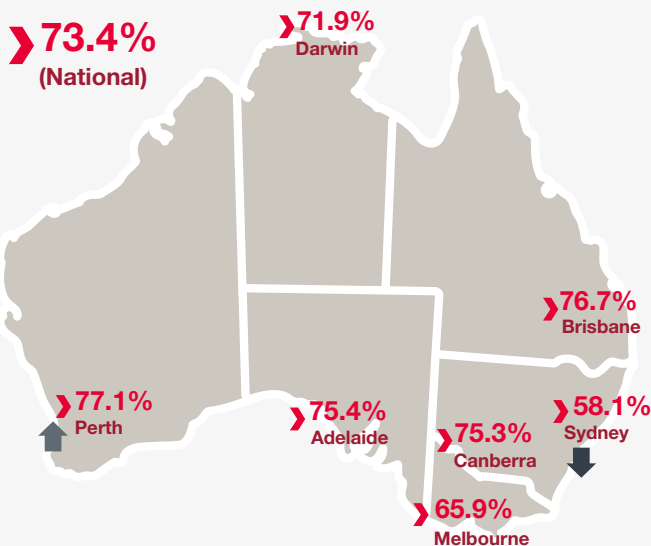 73.4%
(National)
71.9%
Darwin
76.7%
Brisbane
77.1%
Perth
75.4%
Adelaide
75.3%
Canberra
58.1%
Sydney
65.9%
Melbourne